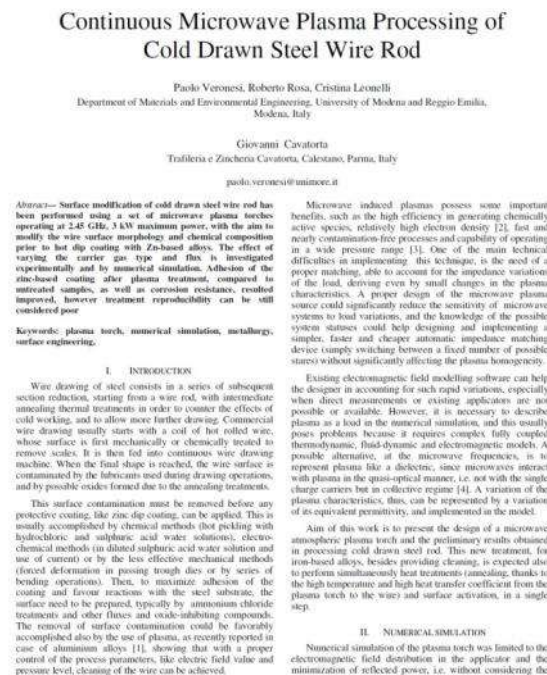 Continuous Microwave Plasma Processing of
Cold Drawn Steel Wire Rod
Paolo Veronesi, Roberto Rosa, Cristina Leonelli
Department of Materials and Environmental Engineering, University of Modena and Reggio Emilia,
Modena, Italy
Giovanni Cavatorta
Trafileria e Zincheria Cavatorta, Calestano, Parma, Italy
paolo.veronesi@unimore.it
Abstract— Surface modification of cold drawn steel wire rod has
been performed using a set of microwave plasma torches
operating at 2.45 GHz, 3 kW maximum power, with the aim to
modify the wire surface morphology and chemical composition
prior to hot dip coating with Zn-based alloys. The effect of
varying the carrier gas type and flux is investigated
experimentally and by numerical simulation. Adhesion of the
zinc-based coating after plasma treatment, compared to
untreated samples, as well as corrosion resistance, resulted
improved, however treatment reproducibility can be still
considered poor
Keywords: plasma torch, numerical simulation, metallurgy,
surface engineering.
I. INTRODUCTION
Wire drawing of steel consists in a series of subsequent
section reduction, starting from a wire rod, with intermediate
annealing thermal treatments in order to counter the effects of
cold working, and to allow more further drawing. Commercial
wire drawing usually starts with a coil of hot rolled wire,
whose surface is first mechanically or chemically treated to
remove scales. It is then fed into continuous wire drawing
machine. When the final shape is reached, the wire surface is
contaminated by the lubricants used during drawing operations,
and by possible oxides formed due to the annealing treatments.
This surface contamination must be removed before any
protective coating, like zinc dip coating, can be applied. This is
usually accomplished by chemical methods (hot pickling with
hydrochloric and sulphuric acid water solutions), electro-
chemical methods (in diluted sulphuric acid water solution and
use of current) or by the less effective mechanical methods
(forced deformation in passing trough dies or by series of
bending operations). Then, to maximize adhesion of the
coating and favour reactions with the steel substrate, the
surface need to be prepared, typically by ammonium chloride
treatments and other fluxes and oxide-inhibiting compounds.
The removal of surface contamination could be favorably
accomplished also by the use of plasma, as recently reported in
case of aluminium alloys [1], showing that with a proper
control of the process parameters, like electric field value and
pressure level, cleaning of the wire can be achieved.
Microwave induced plasmas possess some important
benefits, such as the high efficiency in generating chemically
active species, relatively high electron density [2], fast and
nearly contamination-free processes and capability of operating
in a wide pressure range [3]. One of the main technical
difficulties in implementing this technique, is the need of a
proper matching, able to account for the impedance variations
of the load, deriving even by small changes in the plasma
characteristics. A proper design of the microwave plasma
source could significantly reduce the sensitivity of microwave
systems to load variations, and the knowledge of the possible
system statuses could help designing and implementing a
simpler, faster and cheaper automatic impedance matching
device (simply switching between a fixed number of possible
stares) without significantly affecting the plasma homogeneity.
Existing electromagnetic field modelling software can help
the designer in accounting for such rapid variations, especially
when direct measurements or existing applicators are not
possible or available. However, it is necessary to describe
plasma as a load in the numerical simulation, and this usually
poses problems because it requires complex fully coupled
thermodynamic, fluid-dynamic and electromagnetic models. A
possible alternative, at the microwave frequencies, is to
represent plasma like a dielectric, since microwaves interact
with plasma in the quasi-optical manner, i.e. not with the single
charge carriers but in collective regime [4]. A variation of the
plasma characteristics, thus, can be represented by a variation
of its equivalent permittivity, and implemented in the model.
Aim of this work is to present the design of a microwave
atmospheric plasma torch and the preliminary results obtained
in processing cold drawn steel rod. This new treatment, for
iron-based alloys, besides providing cleaning, is expected also
to perform simultaneously heat treatments (annealing, thanks to
the high temperature and high heat transfer coefficient from the
plasma torch to the wire) and surface activation, in a single
step.
II. NUMERICAL SIMULATION
Numerical simulation of the plasma torch was limited to the
electromagnetic field distribution in the applicator and the
minimization of reflected power, i.e. without considering the